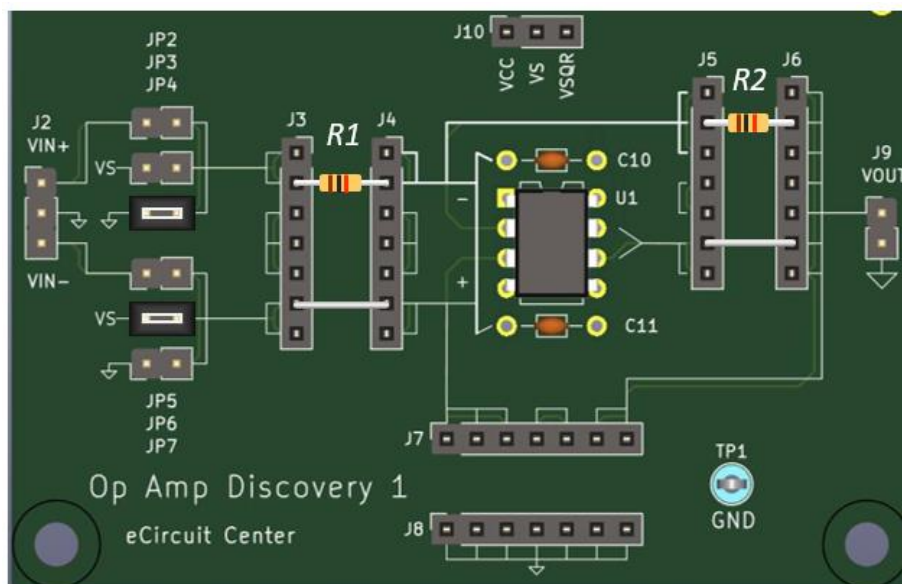 JP2
JP3
JP4
J10
VCC
VS
VSQR
J5
J6
R2
J2
VIN+
J3
R1
J4
C10
J9
VOUT
VS
U1
-
+
VIN-
VS
C11
JP5
JP6
JP7
J7
TP1
GND
Op Amp Discovery 1
eCircuit Center
J8